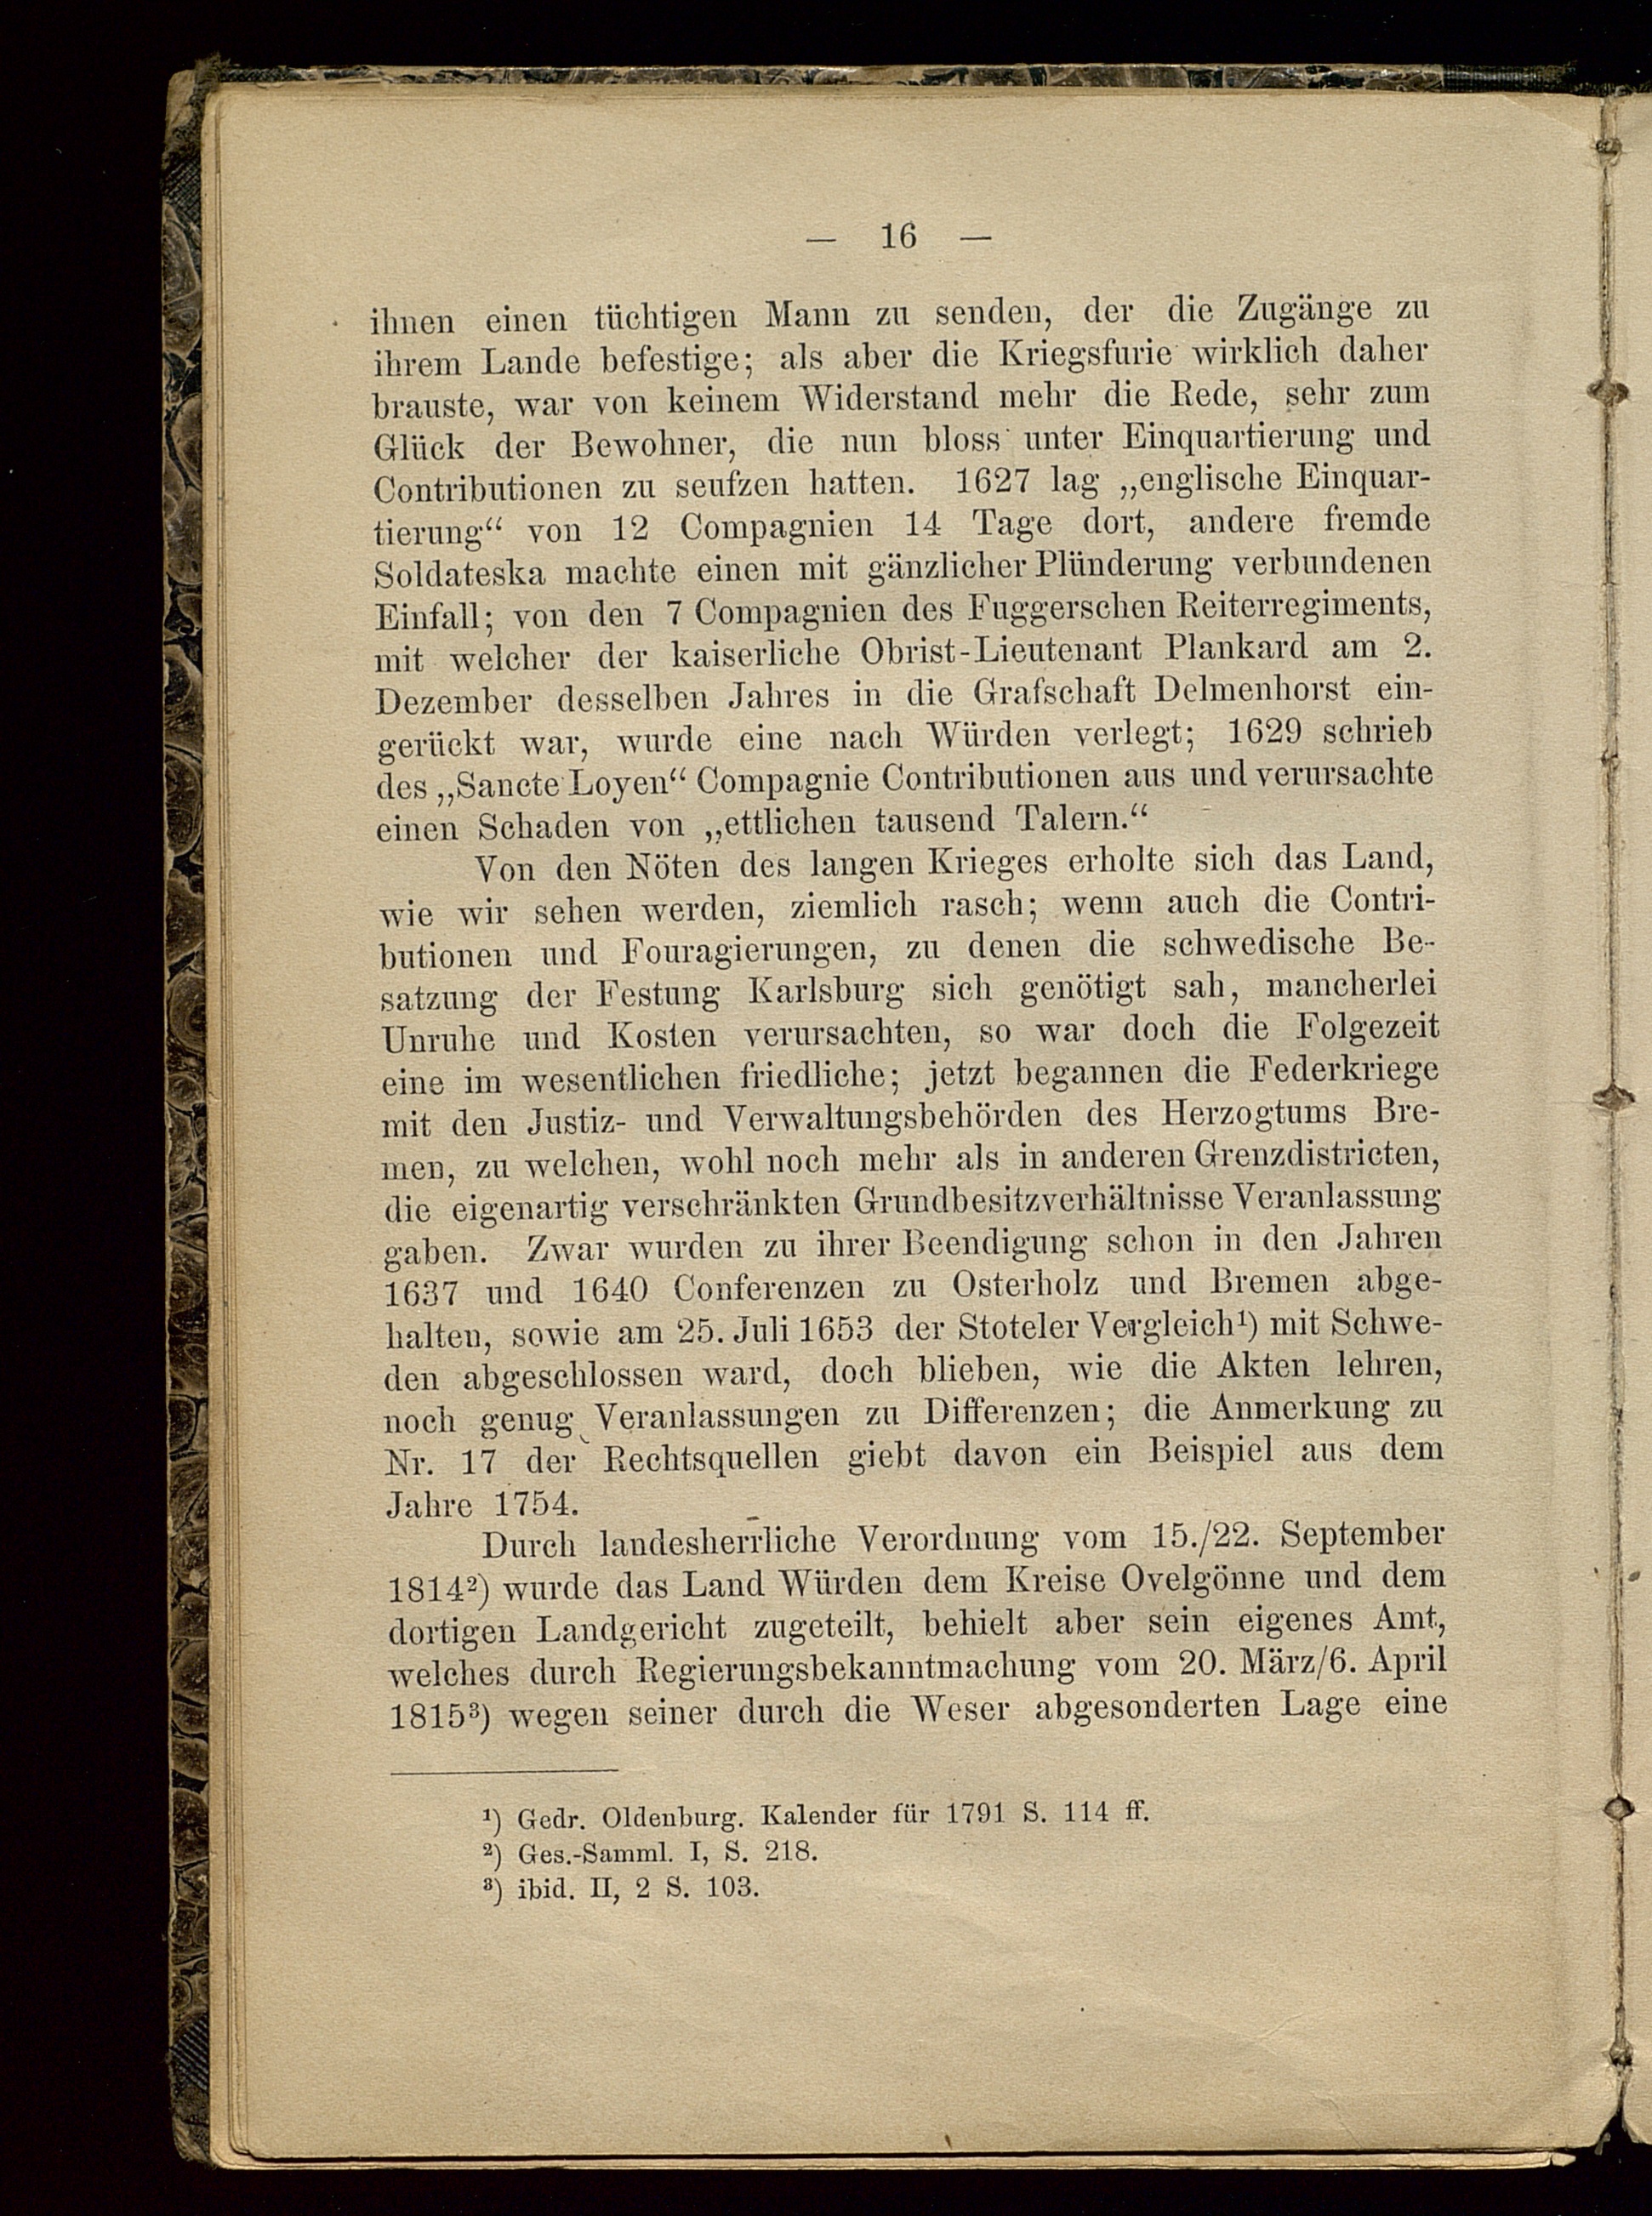 — 16 —
ihnen einen tüchtigen Mann zu senden, der die Zugänge zu
ihrem Lande befestige; als aber die Kriegsfurie wirklich daher
brauste, war von keinem Widerstand mehr die Rede, sehr zum
Glück der Bewohner, die nun bloss unter Einquartierung und
Contributionen zu seufzen hatten. 1627 lag „englische Einquar-
tierung“ von 12 Compagnien 14 Tage dort, andere fremde
Soldateska machte einen mit gänzlicher Plünderung verbundenen
Einfall; von den 7 Compagnien des Fuggerschen Reiterregiments,
mit welcher der kaiserliche Obrist-Lieutenant Plankard am 2.
Dezember desselben Jahres in die Grafschaft Delmenhorst ein-
gerückt war, wurde eine nach Würden verlegt; 1629 schrieb
des „Sancte Loyen“ Compagnie Contributionen aus und verursachte
einen Schaden von „ettlichen tausend Talern.“
Von den Nöten des langen Krieges erholte sich das Land,
wie wir sehen werden, ziemlich rasch; wenn auch die Contri-
butionen und Fouragierungen, zu denen die schwedische Be-
satzung der Festung Karlsburg sich genötigt sah, mancherlei
Unruhe und Kosten verursachten, so war doch die Folgezeit
eine im wesentlichen friedliche; jetzt begannen die Federkriege
mit den Justiz- und Verwaltungsbehörden des Herzogtums Bre-
men, zu welchen, wohl noch mehr als in anderen Grenzdistricten,
die eigenartig verschränkten Grundbesitzverhältnisse Veranlassung
gaben. Zwar wurden zu ihrer Beendigung schon in den Jahren
1637 und 1640 Conferenzen zu Osterholz und Bremen abge-
halten, sowie am 25. Juli 1653 der Stoteler Vergleich¹) mit Schwe-
den abgeschlossen ward, doch blieben, wie die Akten lehren,
noch genug Veranlassungen zu Differenzen; die Anmerkung zu
Nr. 17 der Rechtsquellen giebt davon ein Beispiel aus dem
Jahre 1754.
Durch landesherrliche Verordnung vom 15./22. September
1814²) wurde das Land Würden dem Kreise Ovelgönne und dem
dortigen Landgericht zugeteilt, behielt aber sein eigenes Amt,
welches durch Regierungsbekanntmachung vom 20. März/6. April
1815³) wegen seiner durch die Weser abgesonderten Lage eine
¹) Gedr. Oldenburg. Kalender für 1791 S. 114 ff.
²) Ges.-Samml. I, S. 218.
³) ibid. II, 2 S. 103.